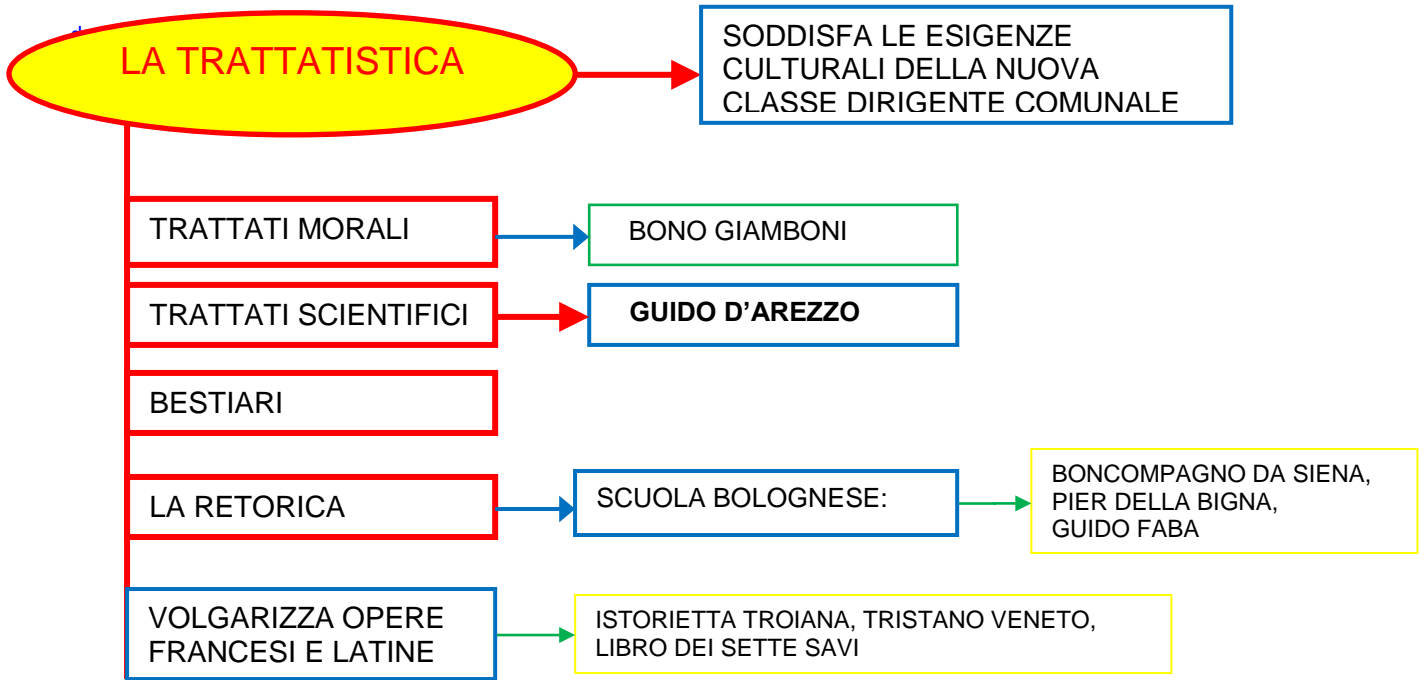 LA TRATTATISTICA
SODDISFA LE ESIGENZE
CULTURALI DELLA NUOVA
CLASSE DIRIGENTE COMUNALE
TRATTATI MORALI
BONO GIAMBONI
TRATTATI SCIENTIFICI
GUIDO D’AREZZO
BESTIARI
LA RETORICA
SCUOLA BOLOGNESE:
BONCOMPAGNO DA SIENA,
PIER DELLA BIGNA,
GUIDO FABA
VOLGARIZZA OPERE
FRANCESI E LATINE
ISTORIETTA TROIANA, TRISTANO VENETO,
LIBRO DEI SETTE SAVI